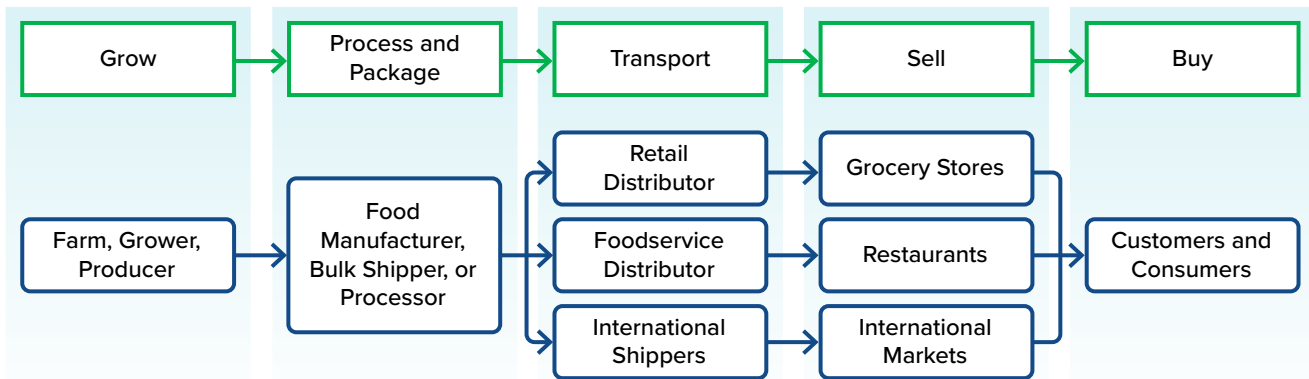 Grow
Process and
Package
Transport
Sell
Buy
Farm, Grower,
Producer
Food
Manufacturer,
Bulk Shipper, or
Processor
Retail
Distributor
Grocery Stores
Foodservice
Distributor
Restaurants
International
Shippers
International
Markets
Customers and
Consumers